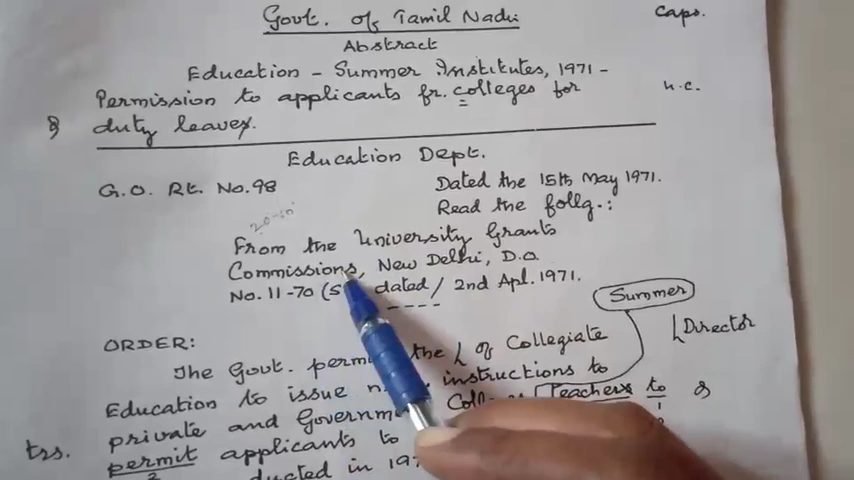 Govt. of Tamil Nadu
Caps.
Abstract
Education - Summer Institutes, 1971 -
Permission to applicants fr. colleges for
u.c.
duty leaves.
Education Dept.
G.O. Rt. No. 98
Dated the 15th May 1971.
Read the follg.:
From the University Grants
Commissions, New Delhi, D.O.
No. 11-70 (S dated / 2nd Apl. 1971.
Summer
ORDER:
Director
The Govt. the of Collegiate
Education to issue instructions to
private and Teachers to
trs.
permit applicants to
in